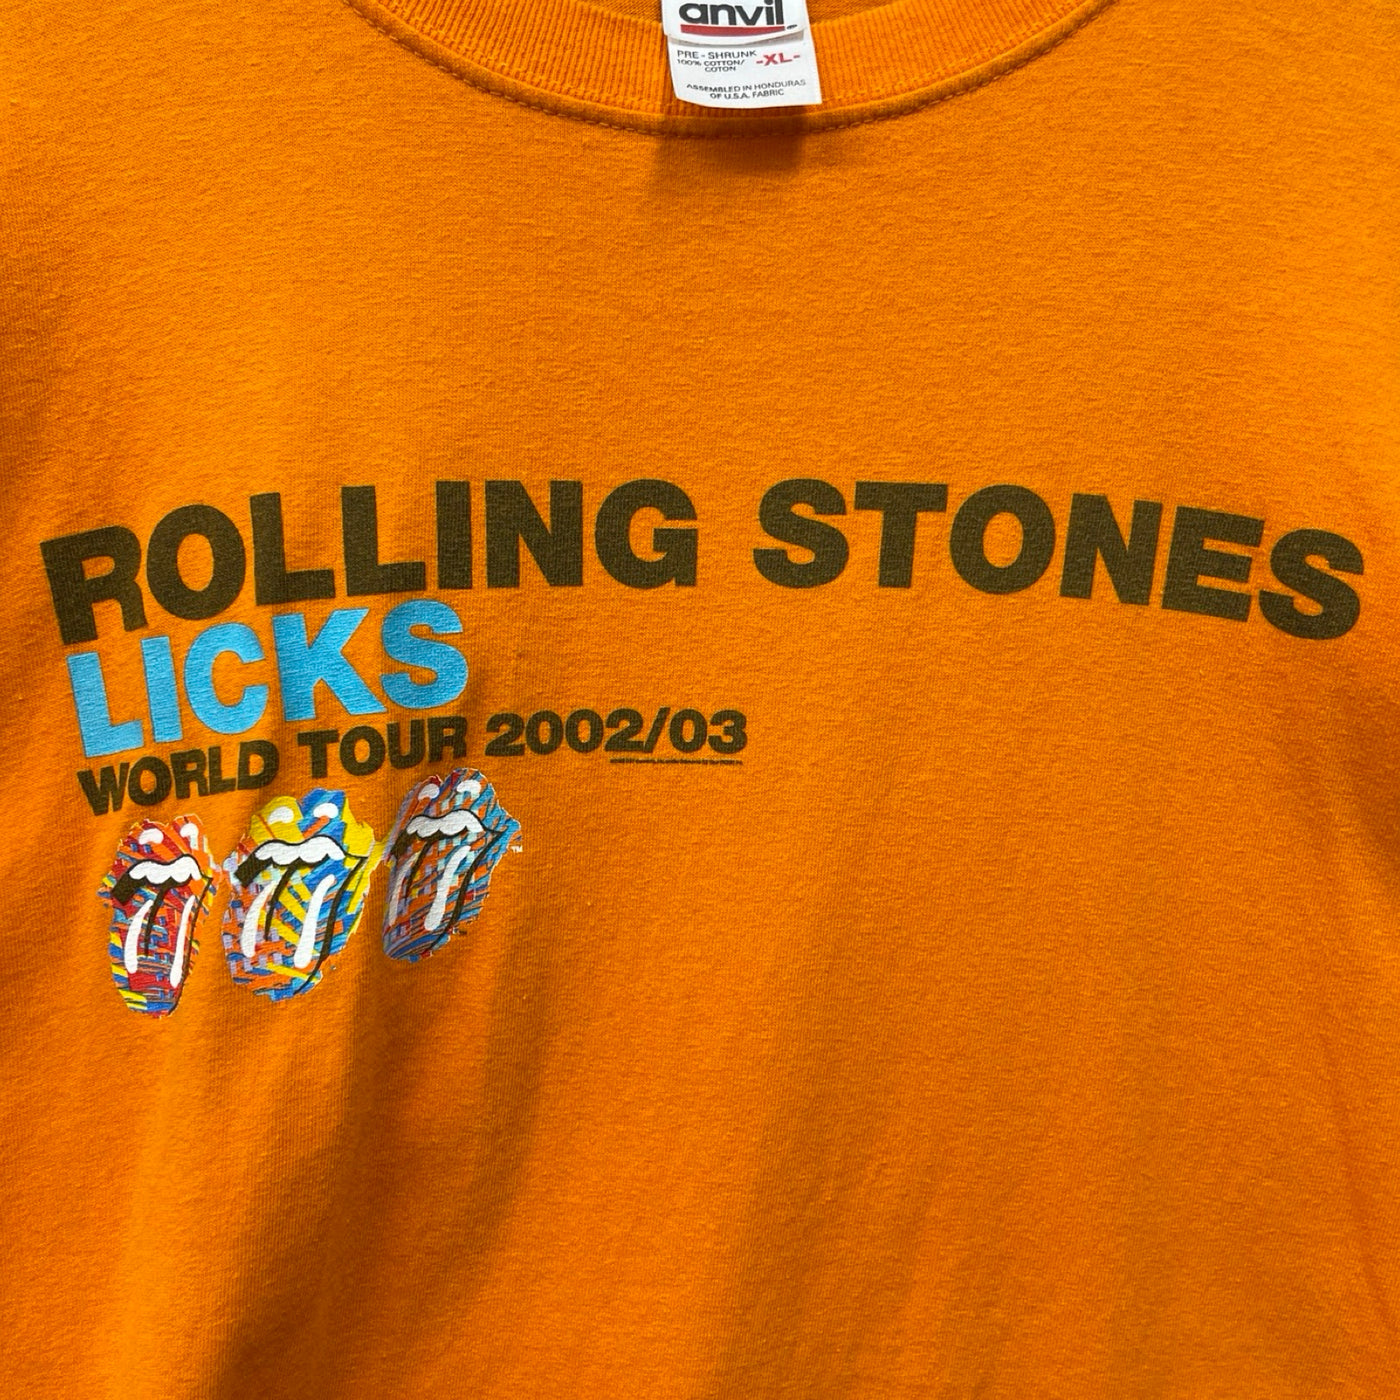 anvil
PRE-SHRUNK
100% COTTON/
COTON
-XL-
ASSEMBLED IN HONDURAS
OF U.S.A. FABRIC
ROLLING STONES
LICKS
WORLD TOUR 2002/03
TM